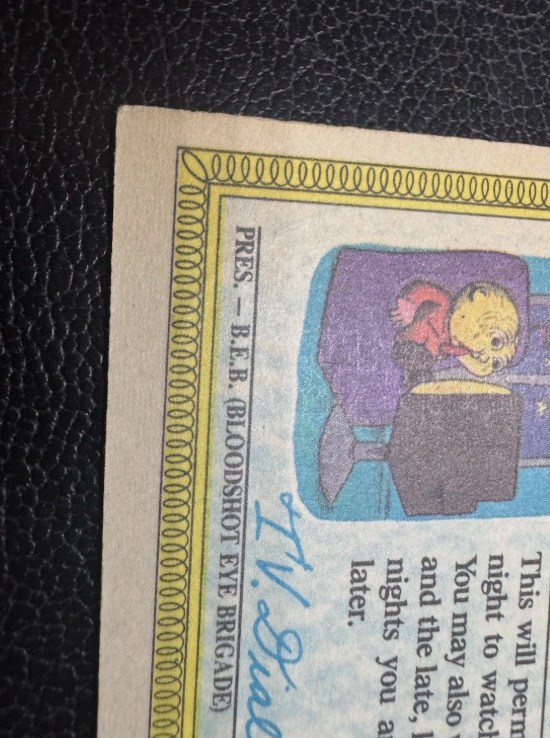 This will perm
night to watch
You may also
and the late,
nights you a
later.
T.V. Dial
PRES. – B.E.B. (BLOODSHOT EYE BRIGADE)